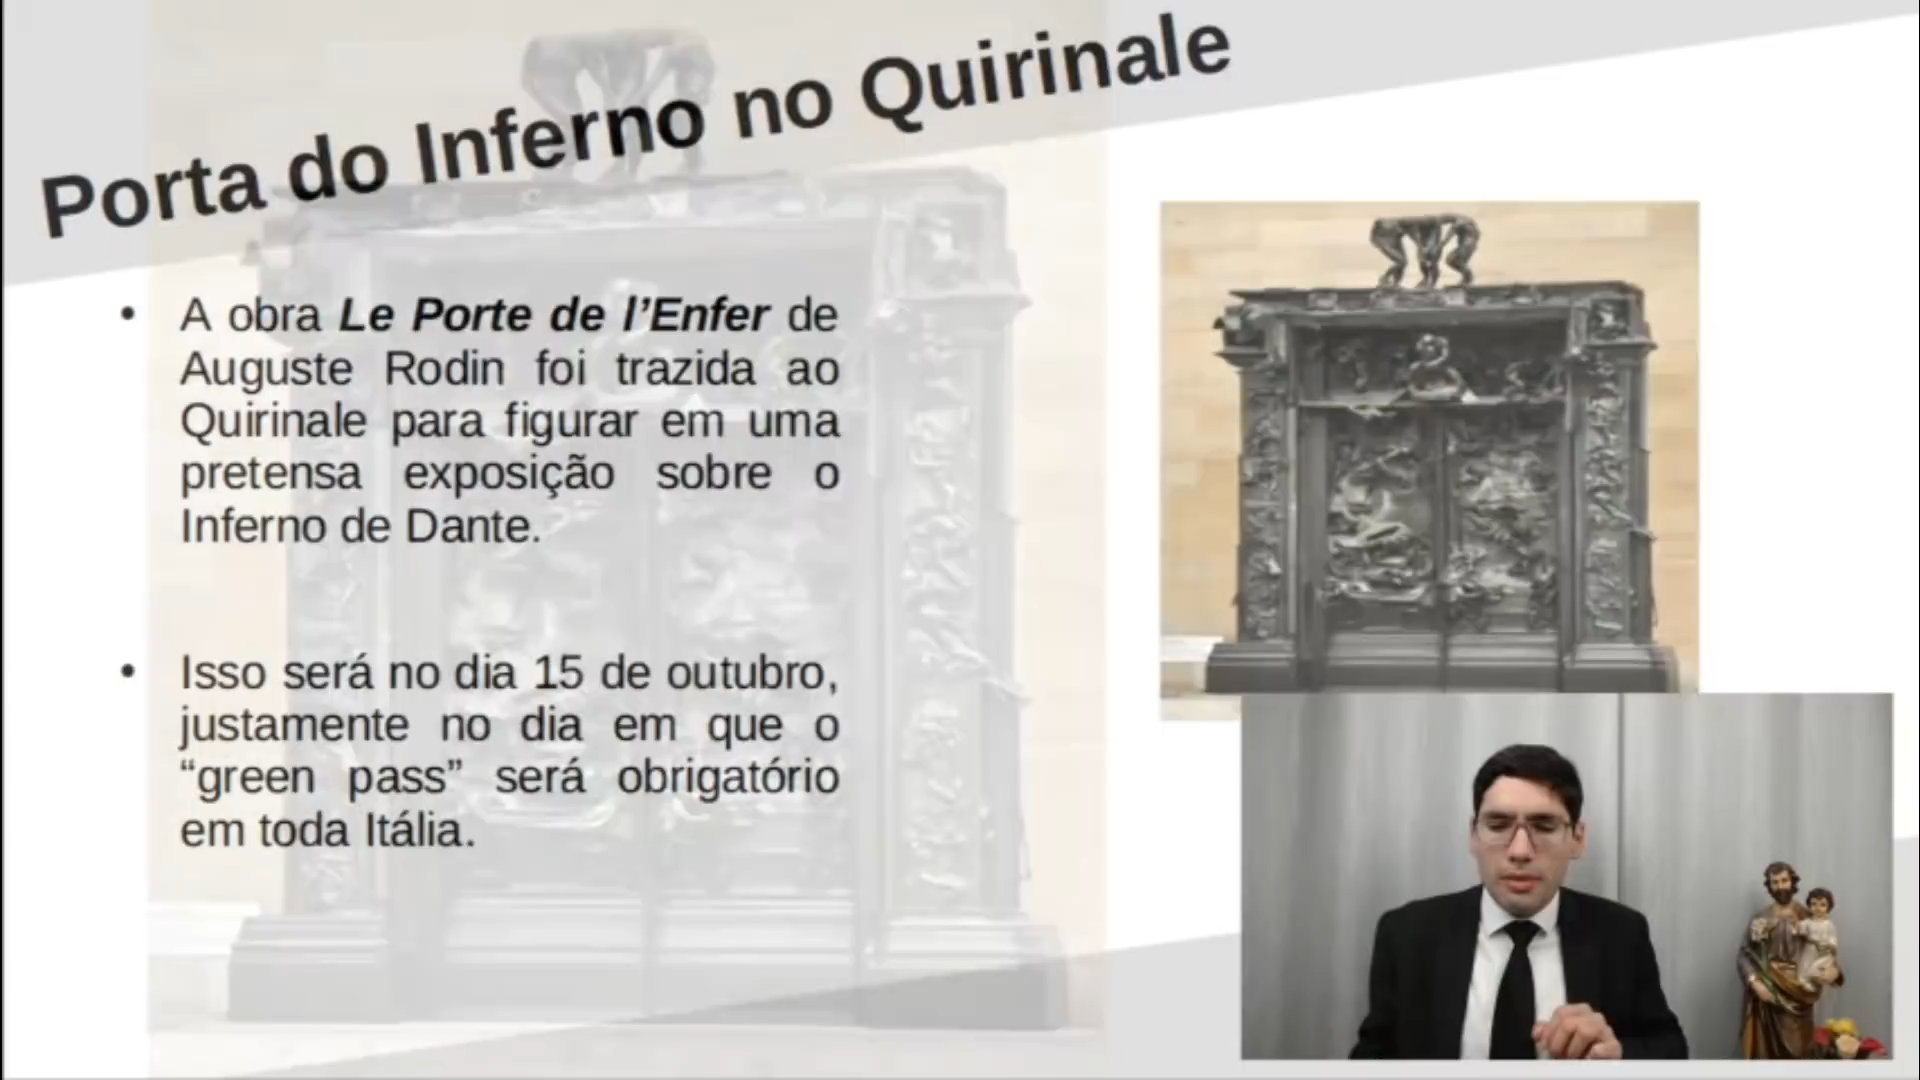 Porta do Inferno no Quirinale
• A obra Le Porte de l’Enfer de
Auguste Rodin foi trazida ao
Quirinale para figurar em uma
pretensa exposição sobre o
Inferno de Dante.
• Isso será no dia 15 de outubro,
justamente no dia em que o
“green pass” será obrigatório
em toda Itália.